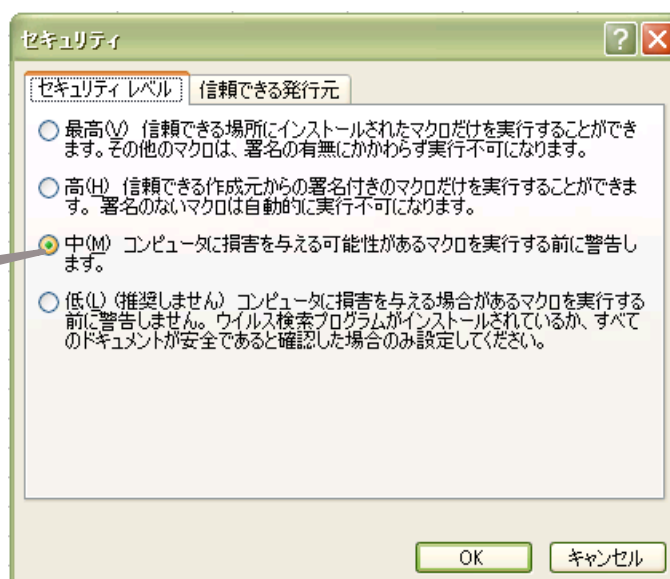 セキュリティ
セキュリティ レベル 信頼できる発行元
最高(V) 信頼できる場所にインストールされたマクロだけを実行することができ
ます。その他のマクロは、署名の有無にかかわらず実行不可になります。
高(H) 信頼できる作成元からの署名付きのマクロだけを実行することができま
す。 署名のないマクロは自動的に実行不可になります。
中(M) コンピュータに損害を与える可能性があるマクロを実行する前に警告し
ます。
低(L) (推奨しません) コンピュータに損害を与える場合があるマクロを実行する
前に警告しません。ウイルス検索プログラムがインストールされているか、すべて
のドキュメントが安全であると確認した場合のみ設定してください。
OK キャンセル